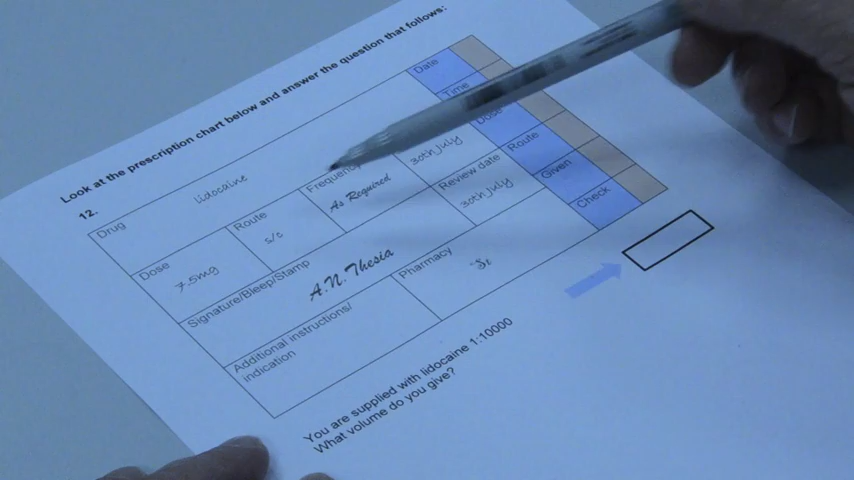 Look at the prescription chart below and answer the question that follows:
12.
Drug
lidocaine
Date
Time
Dose
Route
Given
Check
Dose
7.5mg
Route
s/c
Frequency
As Required
30th July
Review date
30th July
Signature/Bleep/Stamp
A.N.Thesia
Additional instructions/
indication
Pharmacy
You are supplied with lidocaine 1:10000
What volume do you give?